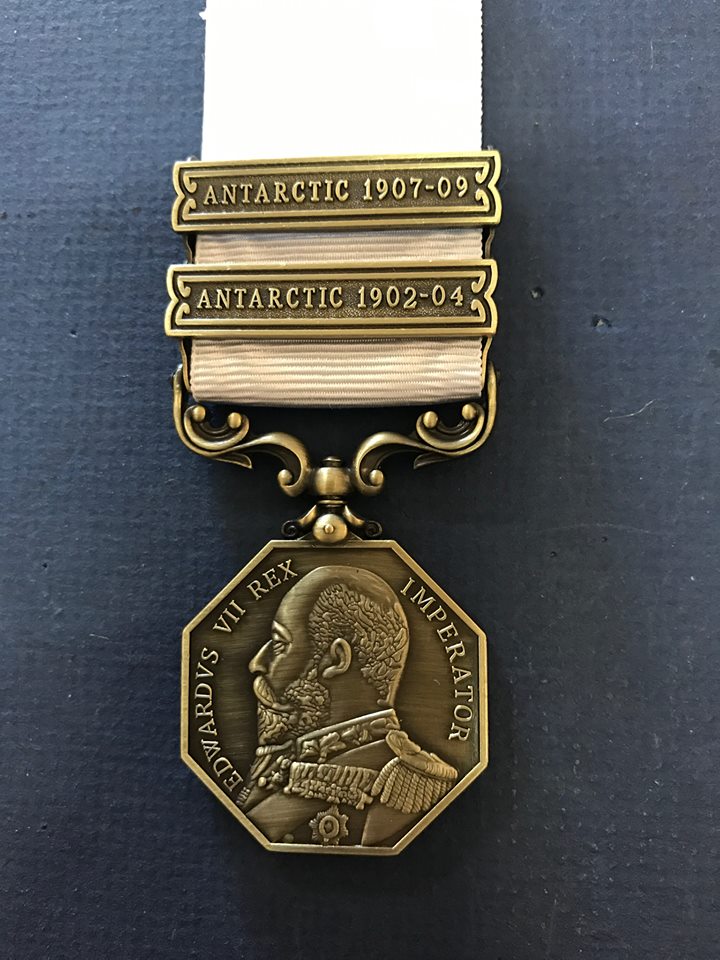 ANTARCTIC 1907-09
ANTARCTIC 1902-04
EDWARDVS VII REX IMPERATOR